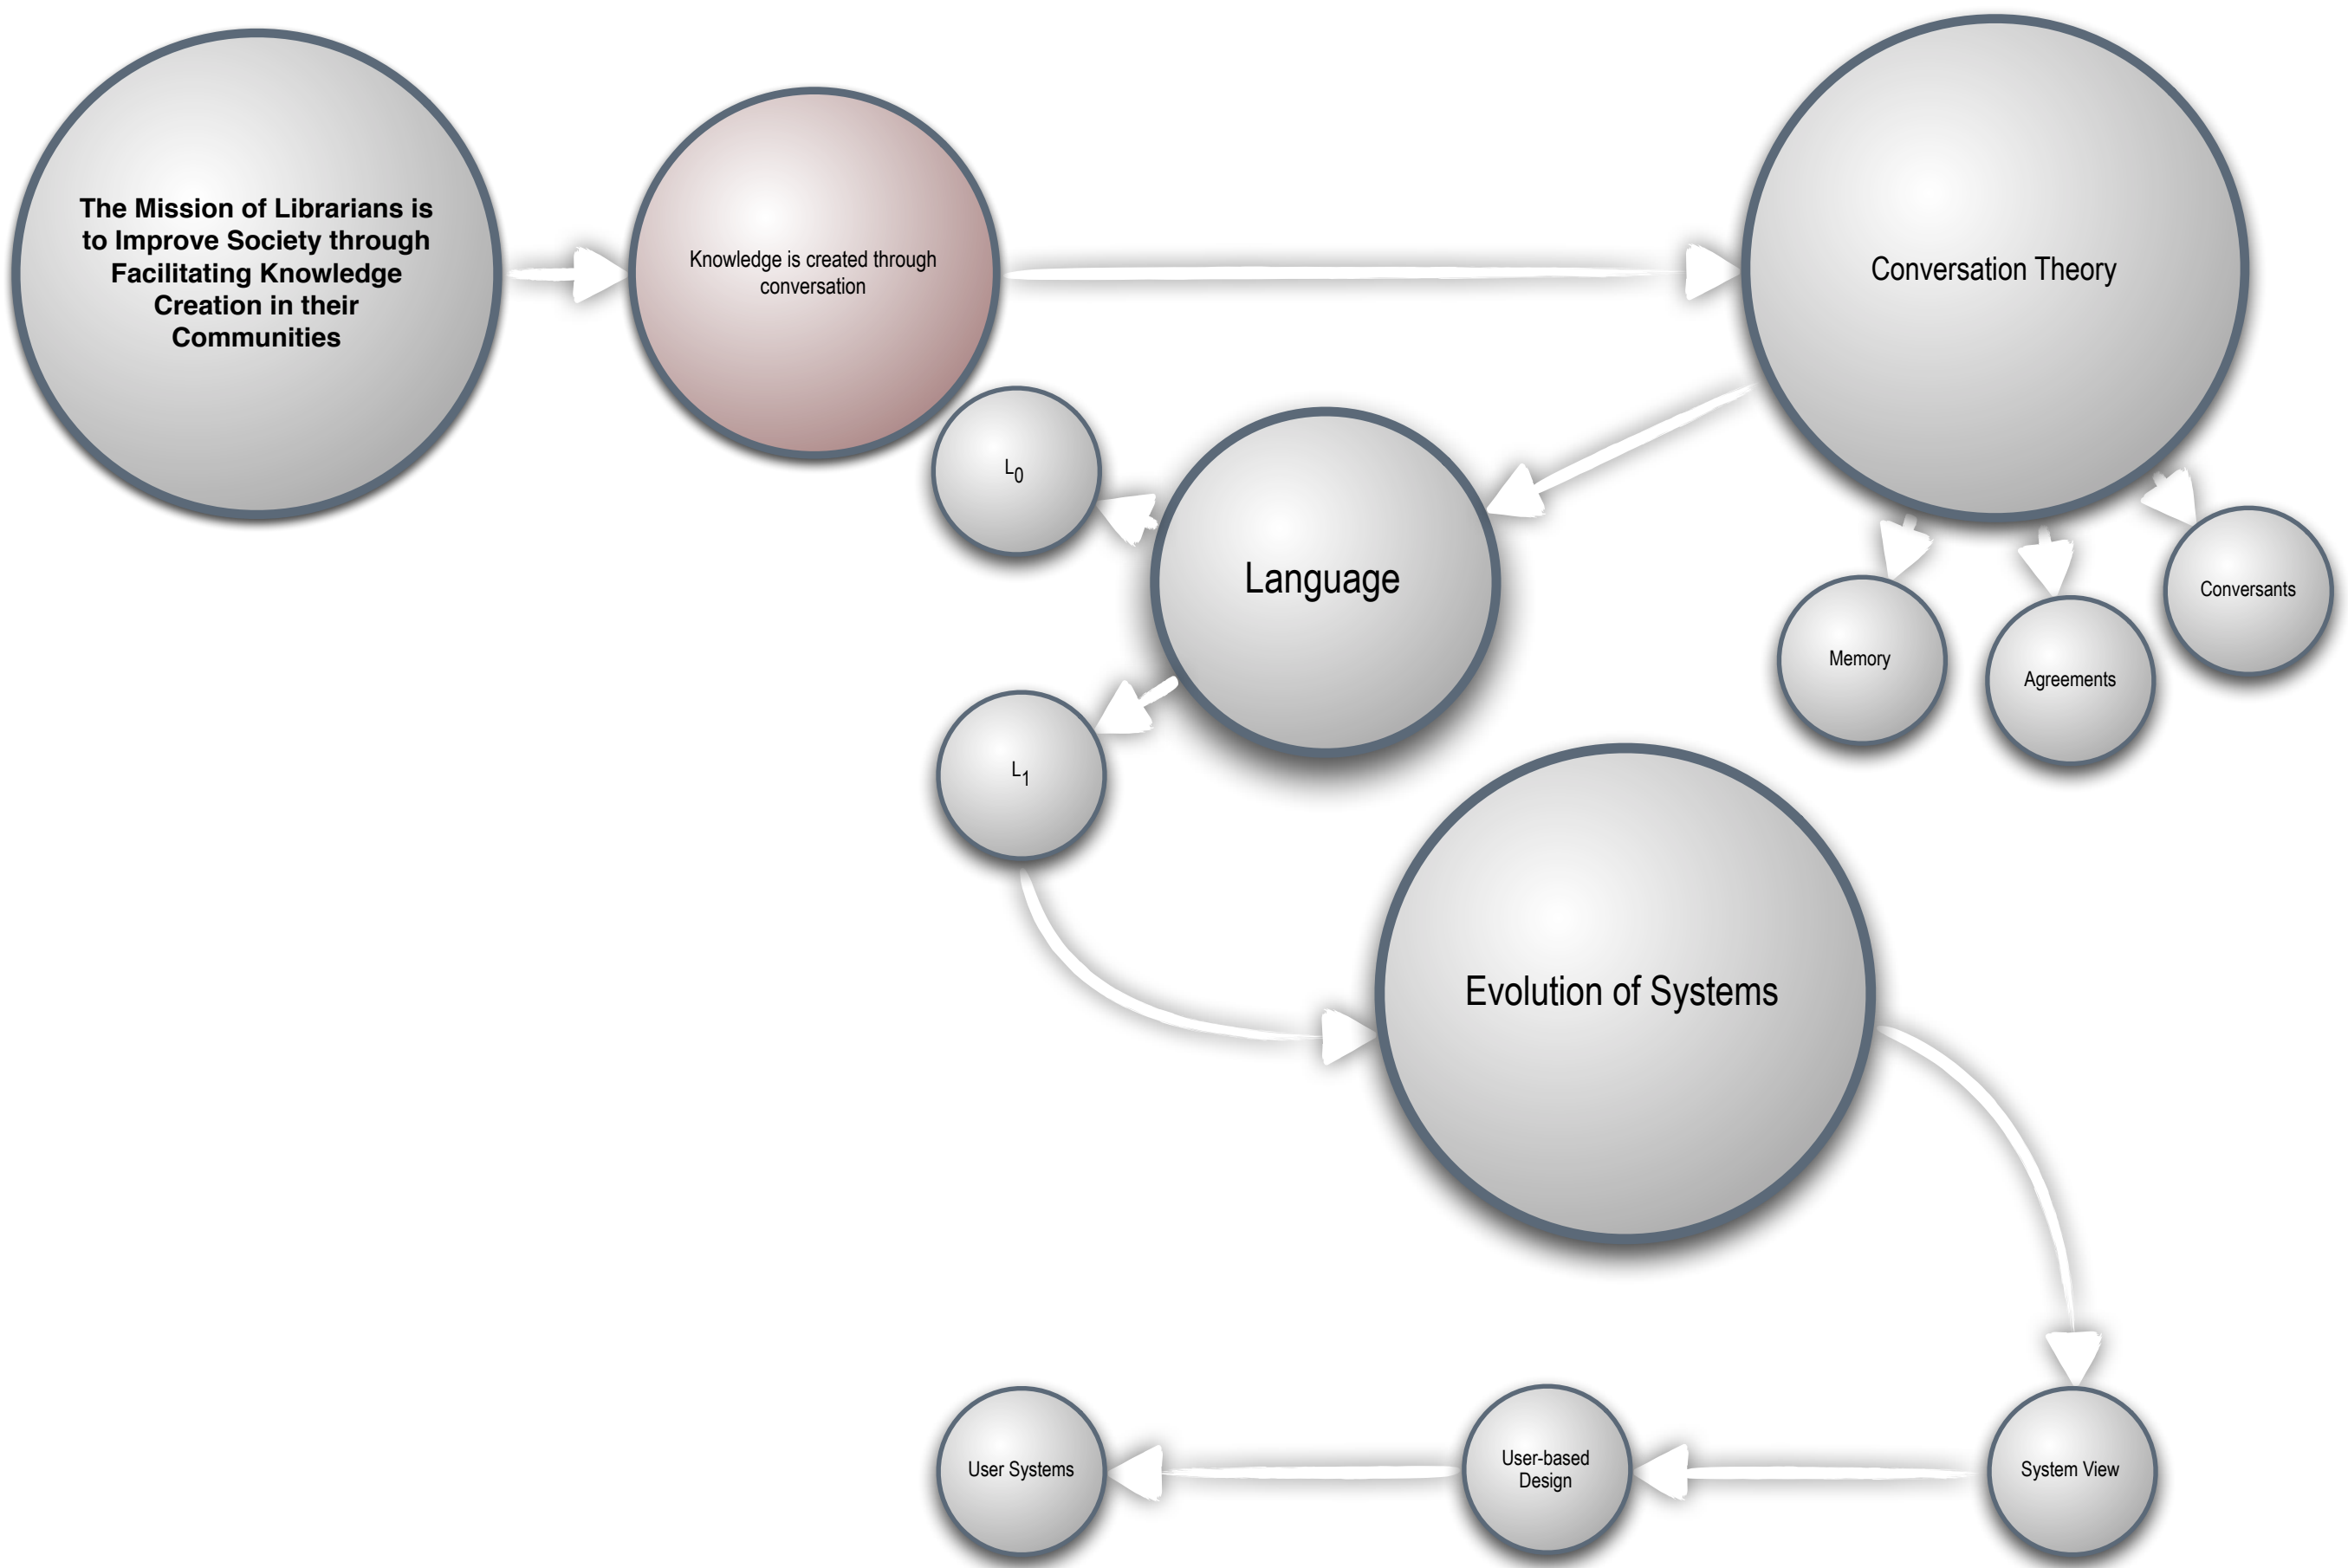 The Mission of Librarians is
to Improve Society through
Facilitating Knowledge
Creation in their
Communities
Knowledge is created through
conversation
Conversation Theory
L0
Language
Conversants
Memory
Agreements
L1
Evolution of Systems
User Systems
User-based
Design
System View